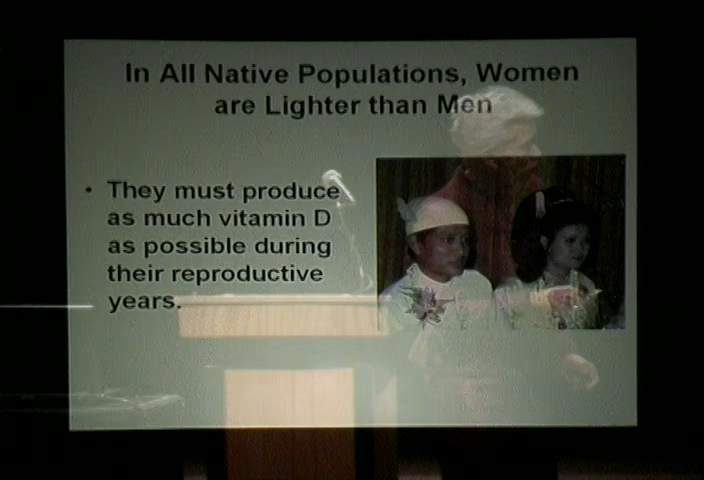 In All Native Populations, Women
are Lighter than Men
• They must produce
as much vitamin D
as possible during
their reproductive
years.